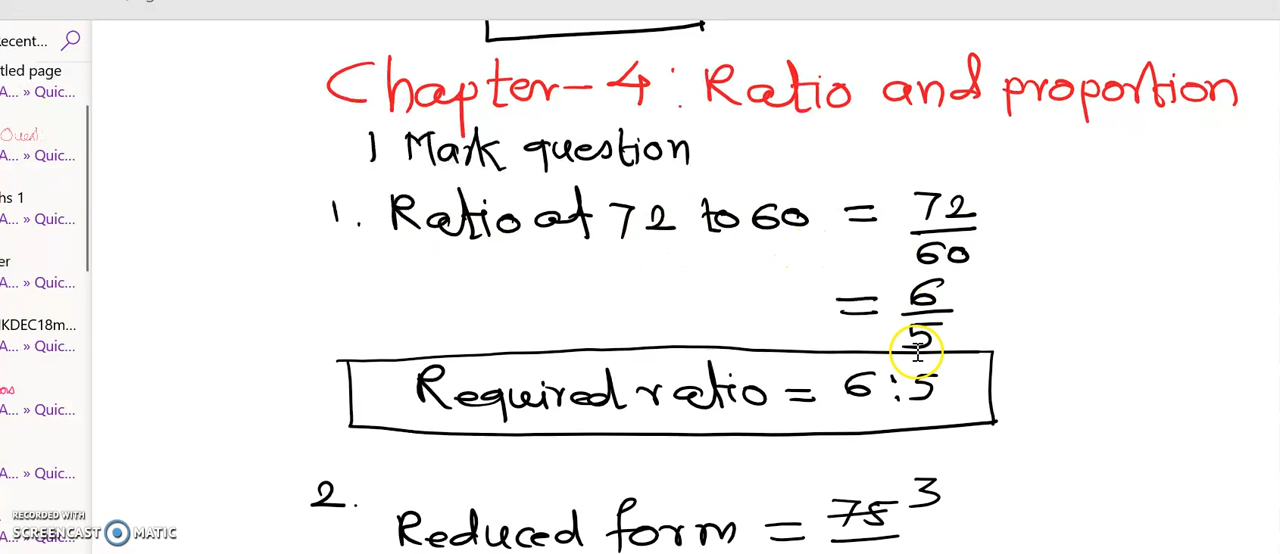 ecent...
tled page
A... » Quic...
A... » Quic...
hs 1
A... » Quic...
er
A... » Quic...
IKDEC18m...
A... » Quic...
A... » Quic...
A... » Quic...
RECORDED WITH
SCREENCAST MATIC
Chapter-4: Ratio and proportion
1 Mark question
1. Ratio of 72 to 60 = 72/60
= 6/5
Required ratio = 6:5
2.
Reduced form = 75 3